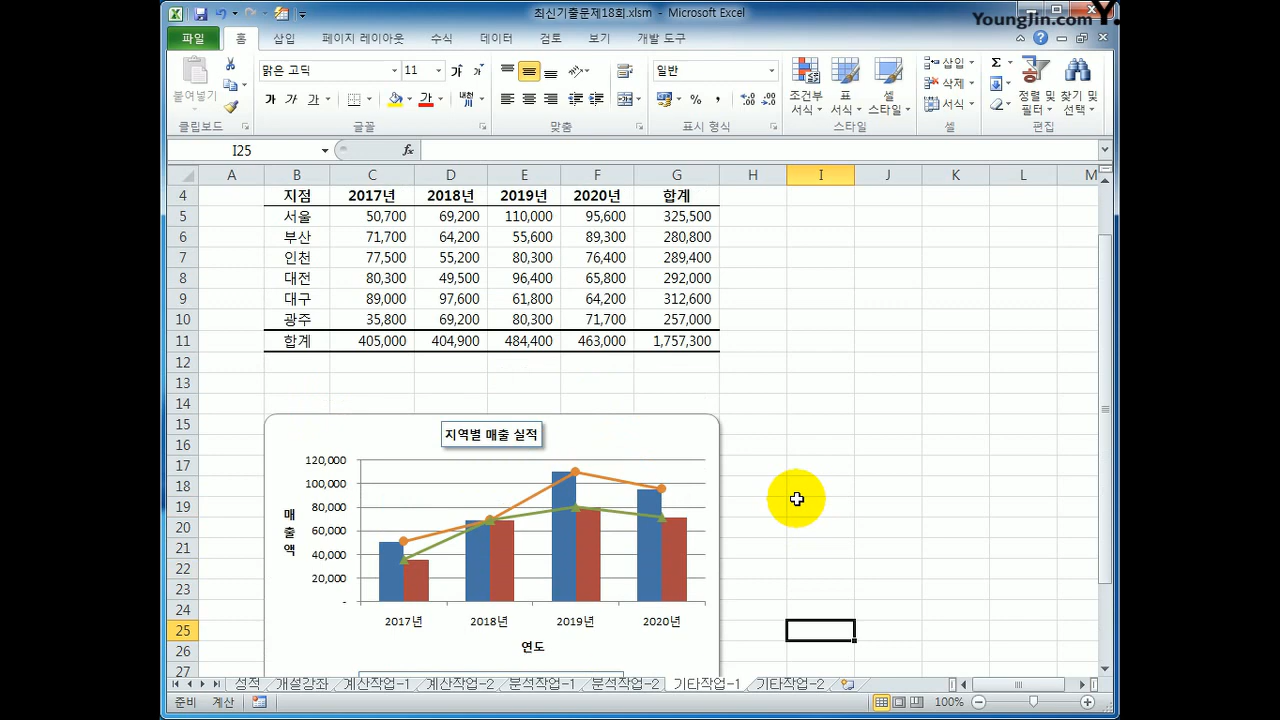 최신기출문제18회.xlsm - Microsoft Excel
YoungJin.com Y.
파일 홈 삽입 페이지 레이아웃 수식 데이터 검토 보기 개발 도구
붙여넣기
맑은 고딕 11
가 가 가
일반
조건부 서식
표 서식
셀 스타일
삽입
삭제
서식
정렬 및 필터
찾기 및 선택
클립보드 글꼴 맞춤 표시 형식 스타일 셀 편집
I25 fx
A B C D E F G H I J K L M
4 지점 2017년 2018년 2019년 2020년 합계
5 서울 50,700 69,200 110,000 95,600 325,500
6 부산 71,700 64,200 55,600 89,300 280,800
7 인천 77,500 55,200 80,300 76,400 289,400
8 대전 80,300 49,500 96,400 65,800 292,000
9 대구 89,000 97,600 61,800 64,200 312,600
10 광주 35,800 69,200 80,300 71,700 257,000
11 합계 405,000 404,900 484,400 463,000 1,757,300
12
13
14
15
16
17
18
19
20
21
22
23
24
25
26
27
지역별 매출 실적
120,000
100,000
80,000
60,000
40,000
20,000
-
매출액
2017년 2018년 2019년 2020년
연도
성적 개설강좌 계산작업-1 계산작업-2 분석작업-1 분석작업-2 기타작업-1 기타작업-2
준비 계산 100%